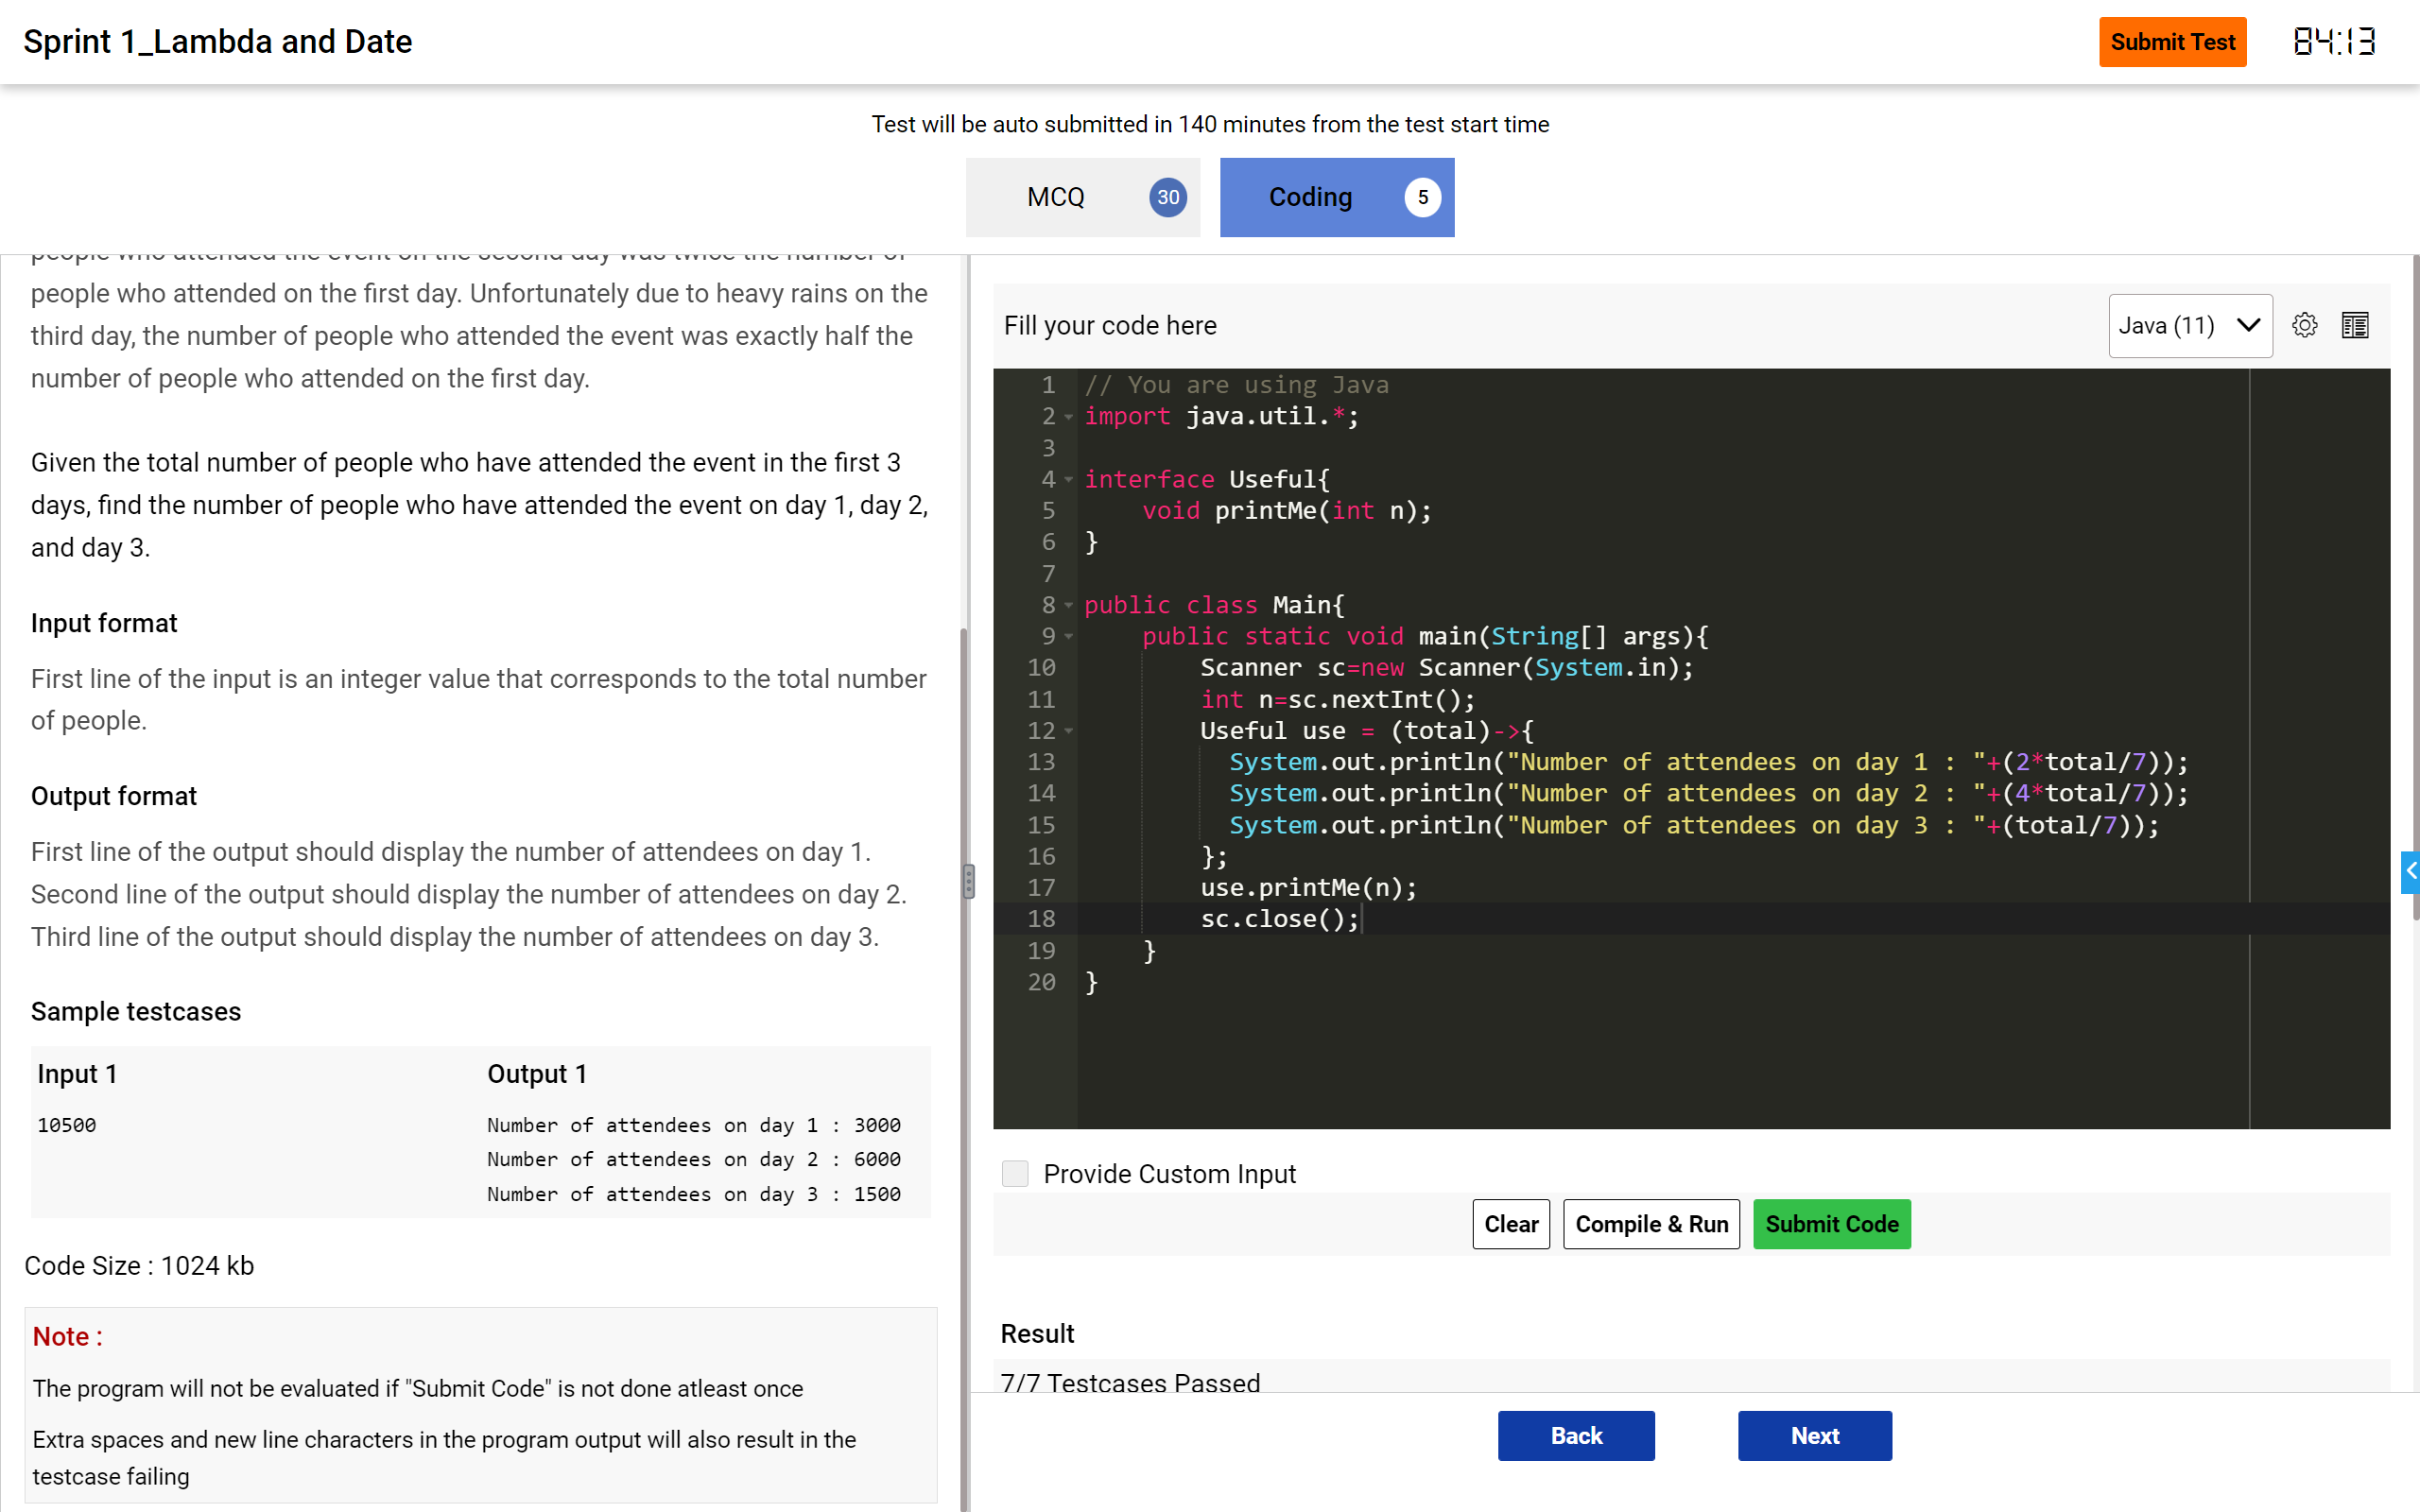 Sprint 1_Lambda and Date
Submit Test
84:13
Test will be auto submitted in 140 minutes from the test start time
MCQ 30
Coding 5
people who attended the event on the second day was twice the number of
people who attended on the first day. Unfortunately due to heavy rains on the
third day, the number of people who attended the event was exactly half the
number of people who attended on the first day.
Given the total number of people who have attended the event in the first 3
days, find the number of people who have attended the event on day 1, day 2,
and day 3.
Input format
First line of the input is an integer value that corresponds to the total number
of people.
Output format
First line of the output should display the number of attendees on day 1.
Second line of the output should display the number of attendees on day 2.
Third line of the output should display the number of attendees on day 3.
Sample testcases
Input 1
Output 1
10500
Number of attendees on day 1 : 3000
Number of attendees on day 2 : 6000
Number of attendees on day 3 : 1500
Code Size : 1024 kb
Note :
The program will not be evaluated if "Submit Code" is not done atleast once
Extra spaces and new line characters in the program output will also result in the
testcase failing
Fill your code here
Java (11)
1 // You are using Java
2 import java.util.*;
3
4 interface Useful{
5     void printMe(int n);
6 }
7
8 public class Main{
9     public static void main(String[] args){
10         Scanner sc=new Scanner(System.in);
11         int n=sc.nextInt();
12         Useful use = (total)->{
13           System.out.println("Number of attendees on day 1 : "+(2*total/7));
14           System.out.println("Number of attendees on day 2 : "+(4*total/7));
15           System.out.println("Number of attendees on day 3 : "+(total/7));
16         };
17         use.printMe(n);
18         sc.close();
19     }
20 }
Provide Custom Input
Clear
Compile & Run
Submit Code
Result
7/7 Testcases Passed
Back
Next